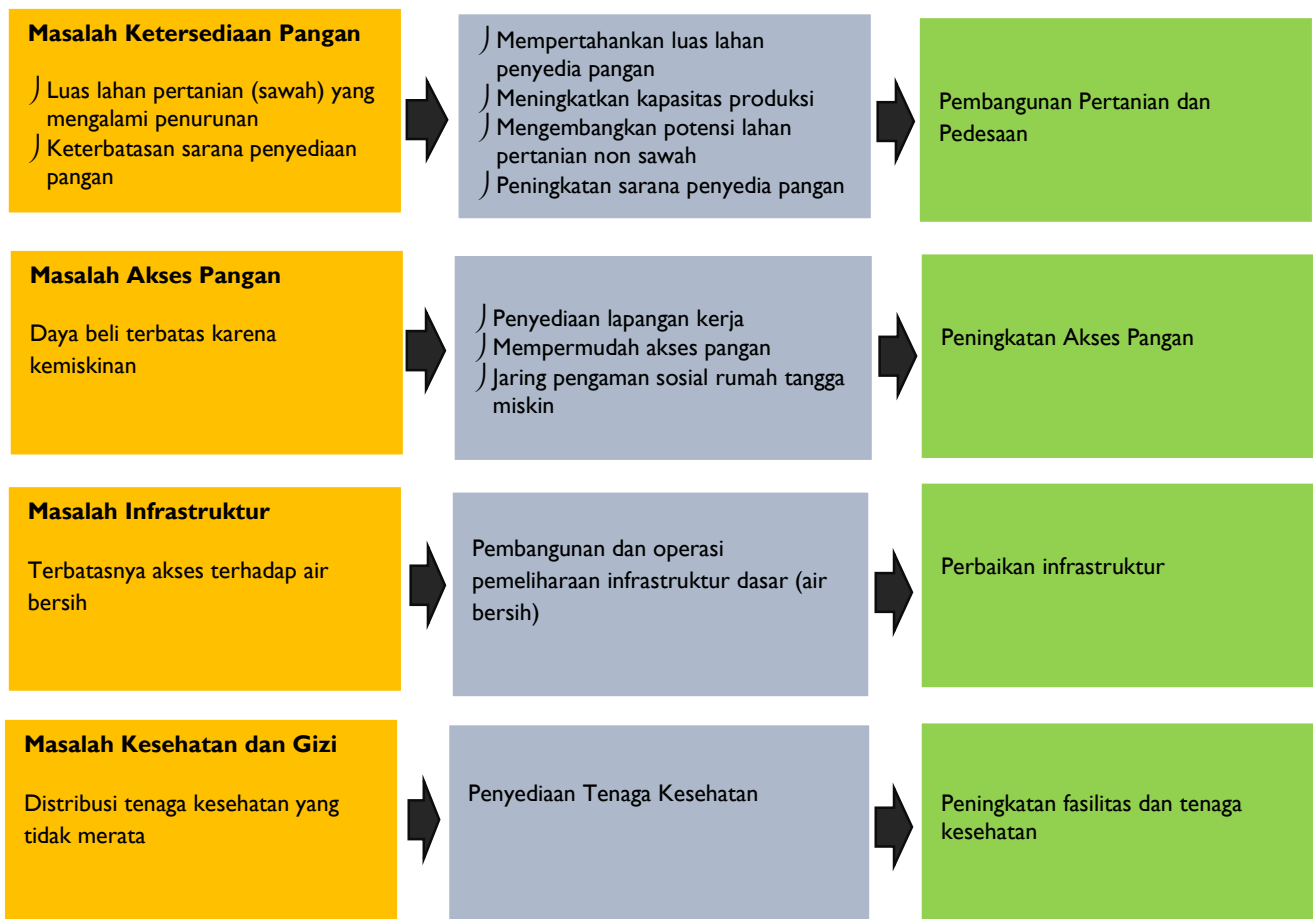 Masalah Ketersediaan Pangan
⎠ Luas lahan pertanian (sawah) yang
mengalami penurunan
⎠ Keterbatasan sarana penyediaan
pangan
⎠ Mempertahankan luas lahan
penyedia pangan
⎠ Meningkatkan kapasitas produksi
⎠ Mengembangkan potensi lahan
pertanian non sawah
⎠ Peningkatan sarana penyedia pangan
Pembangunan Pertanian dan
Pedesaan
Masalah Akses Pangan
Daya beli terbatas karena
kemiskinan
⎠ Penyediaan lapangan kerja
⎠ Mempermudah akses pangan
⎠ Jaring pengaman sosial rumah tangga
miskin
Peningkatan Akses Pangan
Masalah Infrastruktur
Terbatasnya akses terhadap air
bersih
Pembangunan dan operasi
pemeliharaan infrastruktur dasar (air
bersih)
Perbaikan infrastruktur
Masalah Kesehatan dan Gizi
Distribusi tenaga kesehatan yang
tidak merata
Penyediaan Tenaga Kesehatan
Peningkatan fasilitas dan tenaga
kesehatan